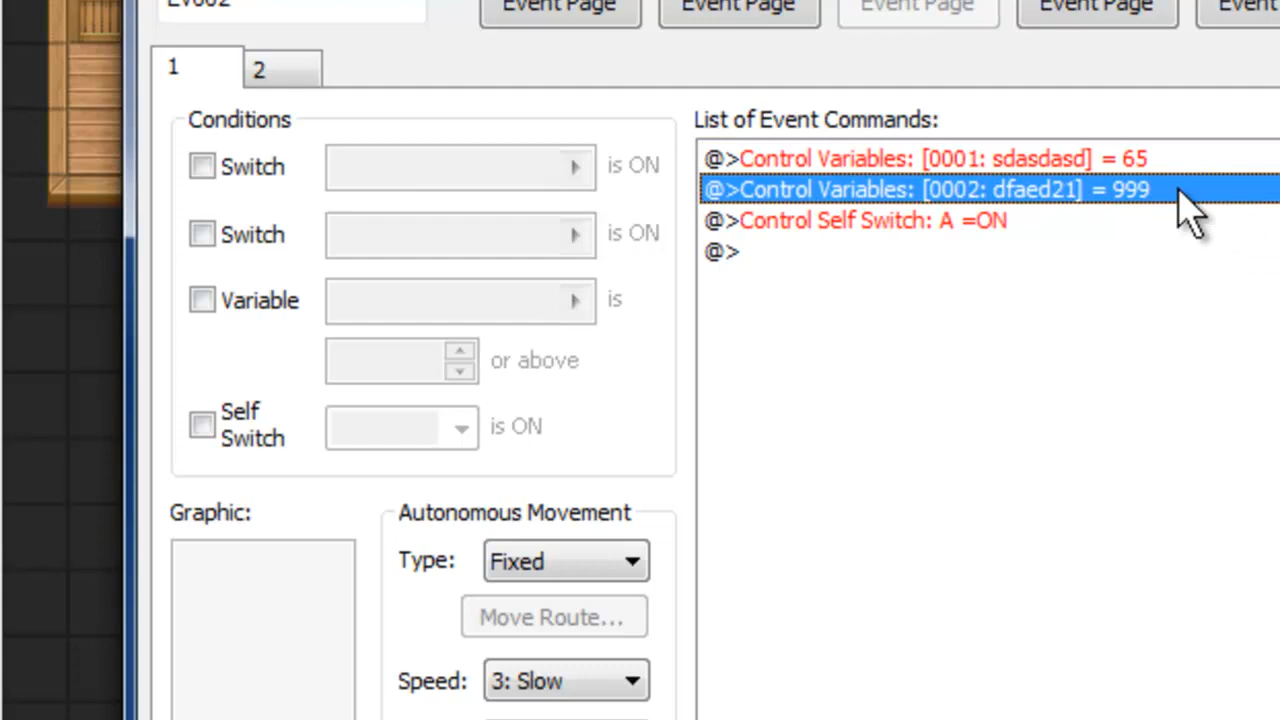 Event Page Event Page Event Page Event Page Event
1 2
Conditions
Switch is ON
Switch is ON
Variable is
or above
Self
Switch
is ON
Graphic:
Autonomous Movement
Type: Fixed
Move Route...
Speed: 3: Slow
List of Event Commands:
@>Control Variables: [0001: sdasdasd] = 65
@>Control Variables: [0002: dfaed21] = 999
@>Control Self Switch: A =ON
@>